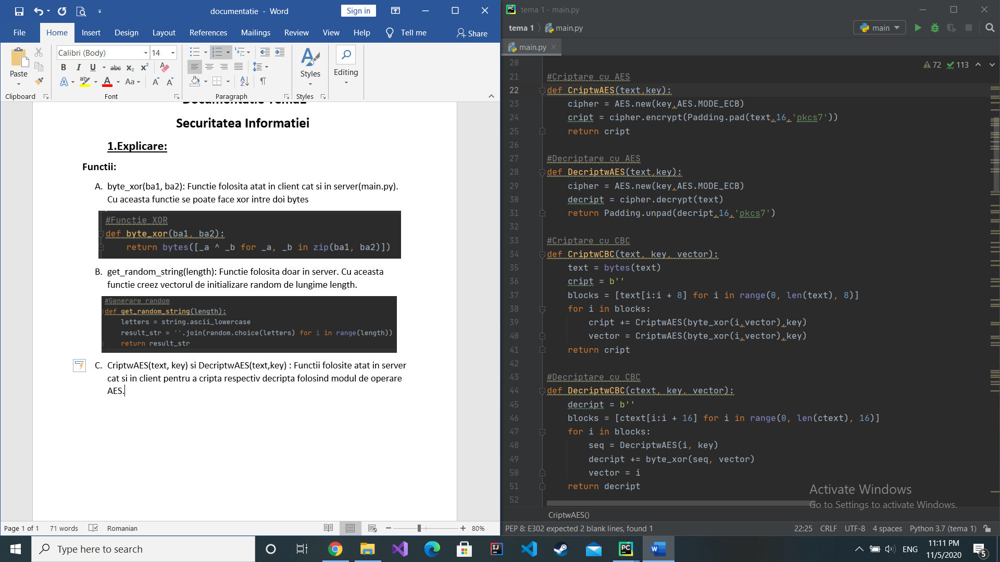 documentatie - Word
Sign in
File Home Insert Design Layout References Mailings Review View Help Tell me Share
Paste
Calibri (Body) 14
Styles
Editing
Clipboard Font Paragraph Styles
Securitatea Informatiei
1.Explicare:
Functii:
A. byte_xor(ba1, ba2): Functie folosita atat in client cat si in server(main.py).
Cu aceasta functie se poate face xor intre doi bytes
#Functie XOR
def byte_xor(ba1, ba2):
return bytes([_a ^ _b for _a, _b in zip(ba1, ba2)])
B. get_random_string(length): Functie folosita doar in server. Cu aceasta
functie creez vectorul de initializare random de lungime length.
#Generare random
def get_random_string(length):
letters = string.ascii_lowercase
result_str = ''.join(random.choice(letters) for i in range(length))
return result_str
C. CriptwAES(text, key) si DecriptwAES(text,key) : Functii folosite atat in server
cat si in client pentru a cripta respectiv decripta folosind modul de operare
AES.
Page 1 of 1 71 words Romanian 80%
tema 1 - main.py
tema 1 main.py
main
main.py
72 113
20
21 #Criptare cu AES
22 def CriptwAES(text,key):
23 cipher = AES.new(key,AES.MODE_ECB)
24 cript = cipher.encrypt(Padding.pad(text,16,'pkcs7'))
25 return cript
26
27 #Decriptare cu AES
28 def DecriptwAES(text,key):
29 cipher = AES.new(key,AES.MODE_ECB)
30 decript = cipher.decrypt(text)
31 return Padding.unpad(decript,16,'pkcs7')
32
33 #Criptare cu CBC
34 def CriptwCBC(text, key, vector):
35 text = bytes(text)
36 cript = b''
37 blocks = [text[i:i + 8] for i in range(0, len(text), 8)]
38 for i in blocks:
39 cript += CriptwAES(byte_xor(i,vector),key)
40 vector = CriptwAES(byte_xor(i,vector),key)
41 return cript
42
43 #Decriptare cu CBC
44 def DecriptwCBC(ctext, key, vector):
45 decript = b''
46 blocks = [ctext[i:i + 16] for i in range(0, len(ctext), 16)]
47 for i in blocks:
48 seq = DecriptwAES(i, key)
49 decript += byte_xor(seq, vector)
50 vector = i
51 return decript
52
Activate Windows
Go to Settings to activate Windows.
CriptwAES()
PEP 8: E302 expected 2 blank lines, found 1 22:25 CRLF UTF-8 4 spaces Python 3.7 (tema 1)
Type here to search
ENG
11:11 PM
11/5/2020
5